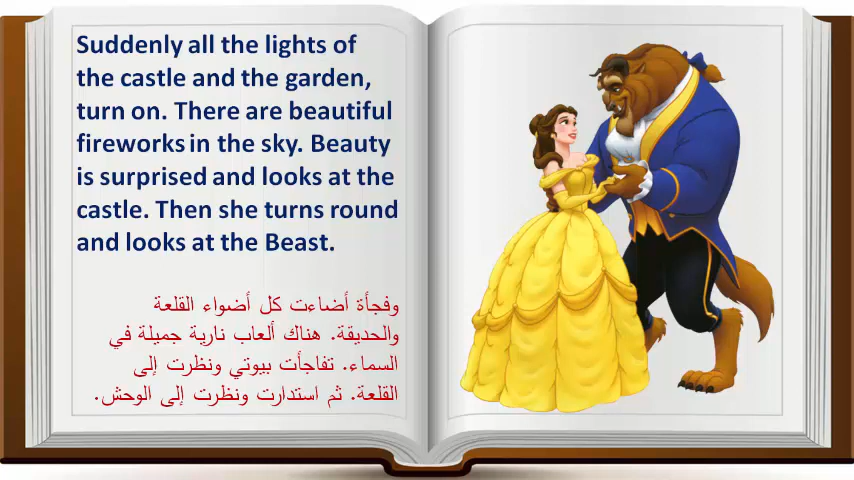 Suddenly all the lights of
the castle and the garden,
turn on. There are beautiful
fireworks in the sky. Beauty
is surprised and looks at the
castle. Then she turns round
and looks at the Beast.
وفجأة أضاءت كل أضواء القلعة
والحديقة. هناك ألعاب نارية جميلة في
السماء. تفاجأت بيوتي ونظرت إلى
القلعة. ثم استدارت ونظرت إلى الوحش.